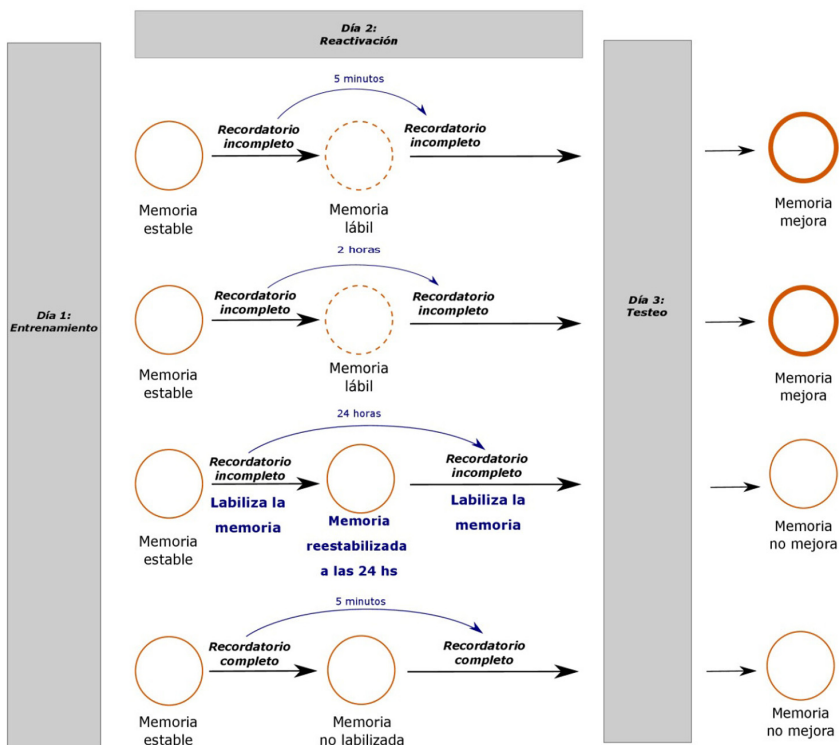 Día 2:
Reactivación
Día 1:
Entrenamiento
Día 3:
Testeo
5 minutos
Recordatorio
incompleto
Recordatorio
incompleto
Memoria
estable
Memoria
lábil
Memoria
mejora
2 horas
Recordatorio
incompleto
Recordatorio
incompleto
Memoria
estable
Memoria
lábil
Memoria
mejora
24 horas
Recordatorio
incompleto
Recordatorio
incompleto
Labiliza la
memoria
Labiliza la
memoria
Memoria
estable
Memoria
reestabilizada
a las 24 hs
Memoria
no mejora
5 minutos
Recordatorio
completo
Recordatorio
completo
Memoria
estable
Memoria
no labilizada
Memoria
no mejora